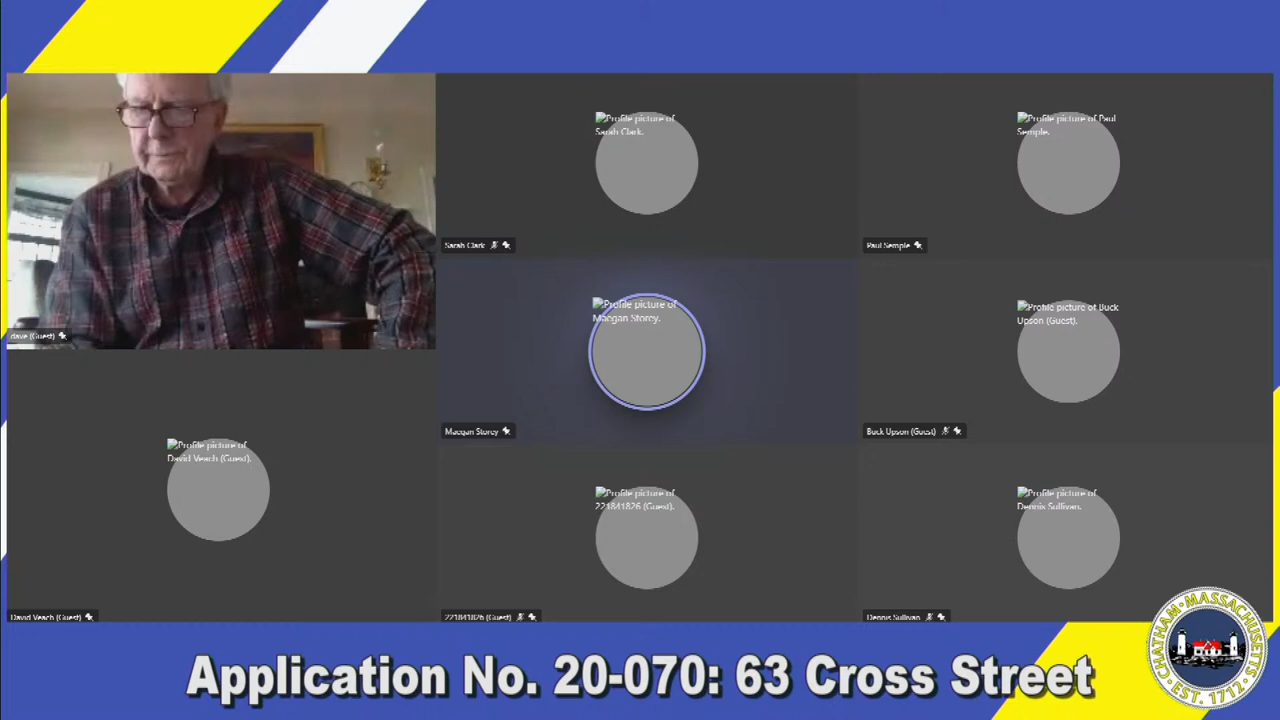 Profile picture of
Sarah Clark.
Profile picture of Paul
Semple.
Sarah Clark
Paul Semple
Profile picture of
Maegan Storey.
Profile picture of Buck
Upson (Guest).
dave (Guest)
Maegan Storey
Buck Upson (Guest)
Profile picture of
David Veach (Guest).
Profile picture of
221841826 (Guest).
Profile picture of
Dennis Sullivan.
David Veach (Guest)
221841826 (Guest)
Dennis Sullivan
Application No. 20-070: 63 Cross Street
CHATHAM · MASSACHUSETTS
EST. 1712